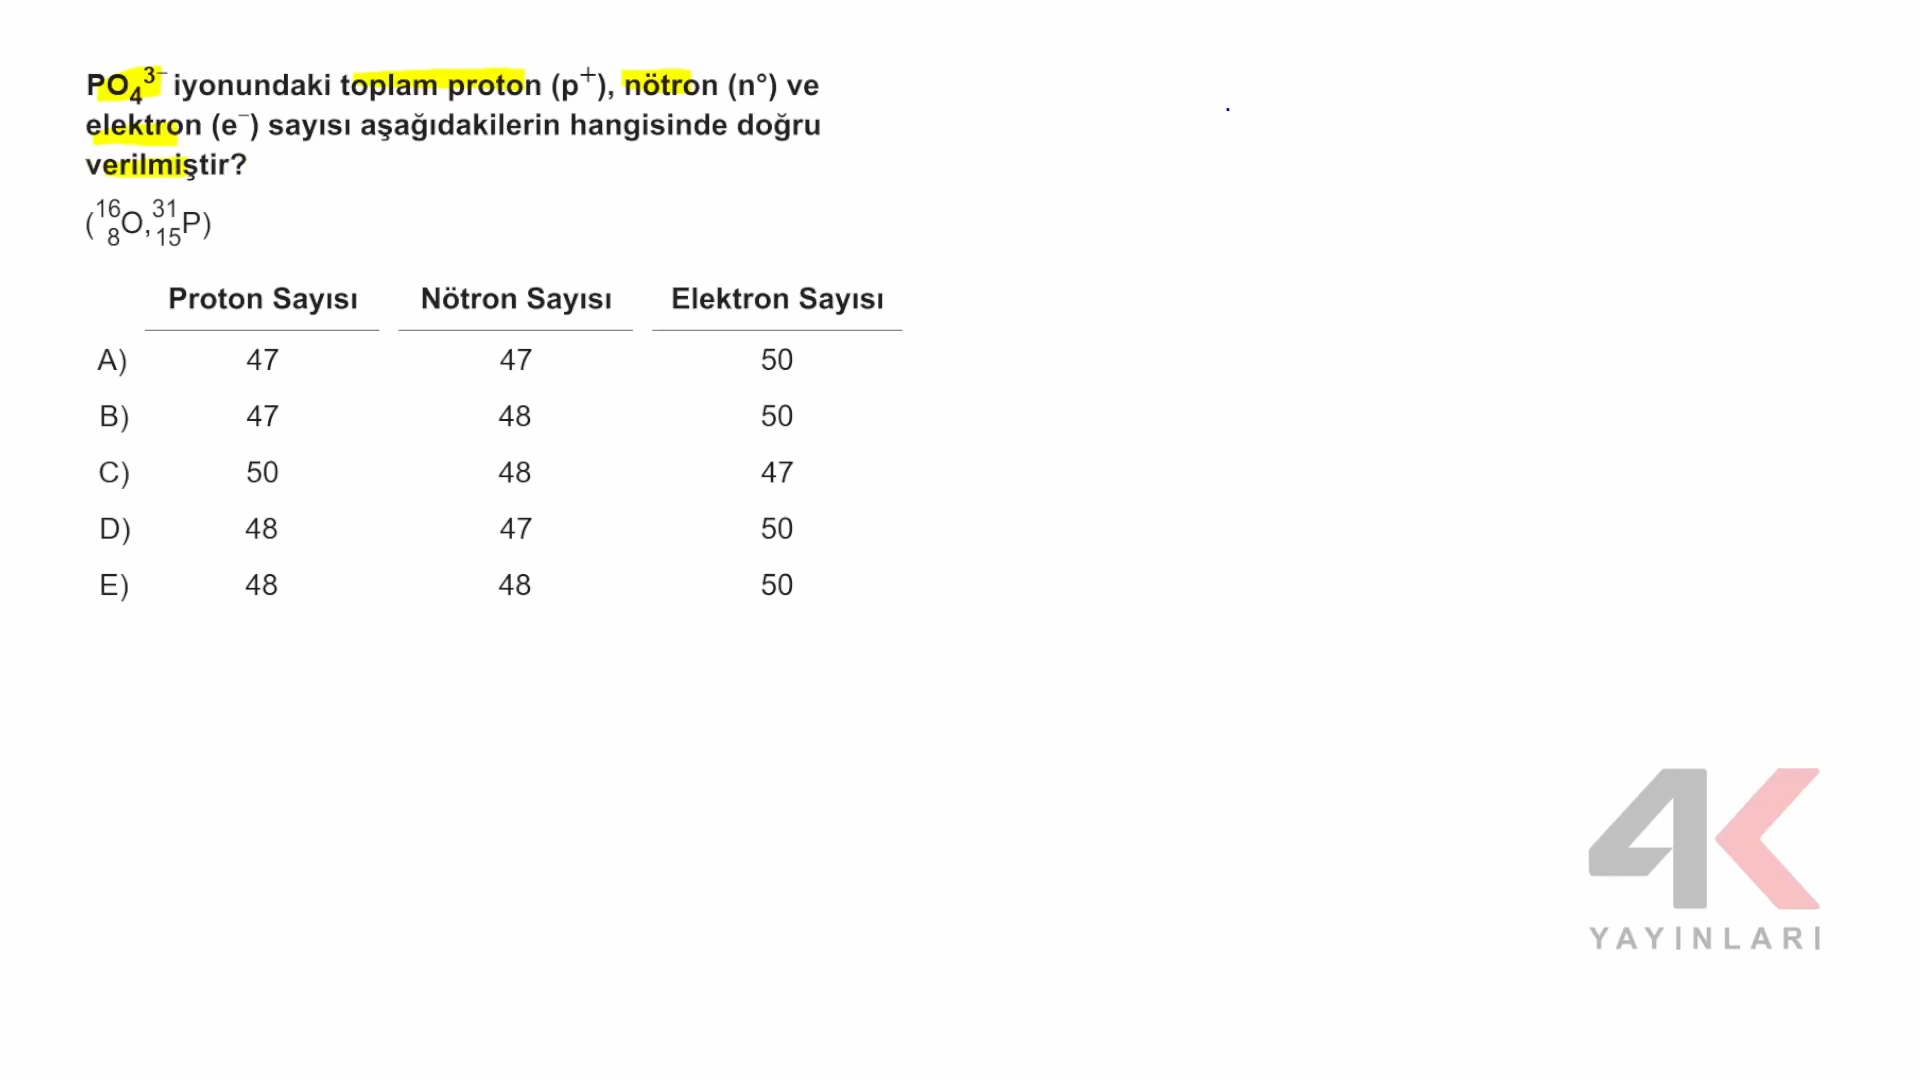 PO₄³⁻ iyonundaki toplam proton (p⁺), nötron (n°) ve
elektron (e⁻) sayısı aşağıdakilerin hangisinde doğru
verilmiştir?
(¹⁶₈O, ³¹₁₅P)
Proton Sayısı Nötron Sayısı Elektron Sayısı
A) 47 47 50
B) 47 48 50
C) 50 48 47
D) 48 47 50
E) 48 48 50
4K
YAYINLARI